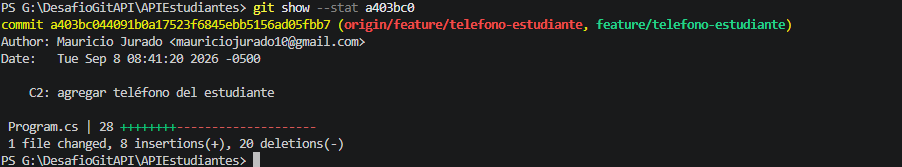 PS G:\DesafioGitAPI\APIEstudiantes> git show --stat a403bc0
commit a403bc044091b0a17523f6845ebb5156ad05fbb7 (origin/feature/telefono-estudiante, feature/telefono-estudiante)
Author: Mauricio Jurado <mauriciojurado10@gmail.com>
Date:   Tue Sep 8 08:41:20 2026 -0500
    C2: agregar teléfono del estudiante
 Program.cs | 28 ++++++++--------------------
 1 file changed, 8 insertions(+), 20 deletions(-)
PS G:\DesafioGitAPI\APIEstudiantes>